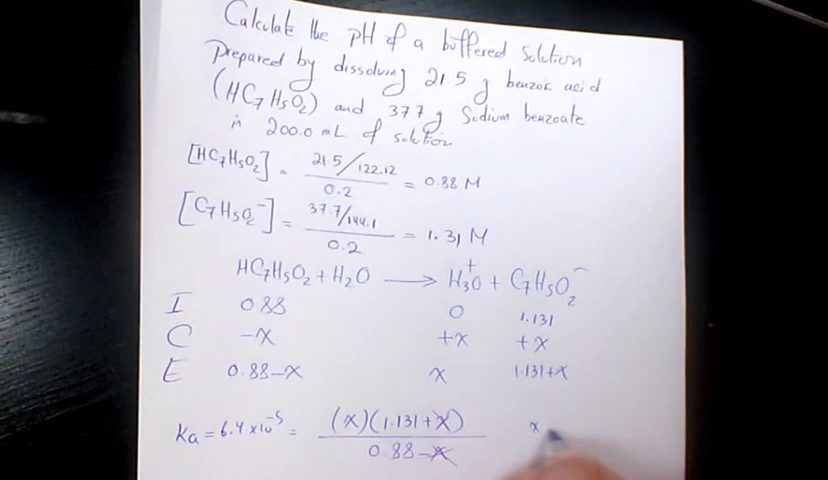 Calculate the pH of a buffered solution
prepared by dissolving 21.5 g benzoic acid
(HC7H5O2) and 37.7 g Sodium benzoate
in 200.0 mL of solution
[HC7H5O2] = 21.5/122.12 / 0.2 = 0.88 M
[C7H5O2⁻] = 37.7/144.1 / 0.2 = 1.31 M
HC7H5O2 + H2O → H3O⁺ + C7H5O2⁻
I 0.88 0 1.131
C -x +x +x
E 0.88-x x 1.131+x
Ka = 6.4 x 10⁻⁵ = (x)(1.131+x) / 0.88-x x